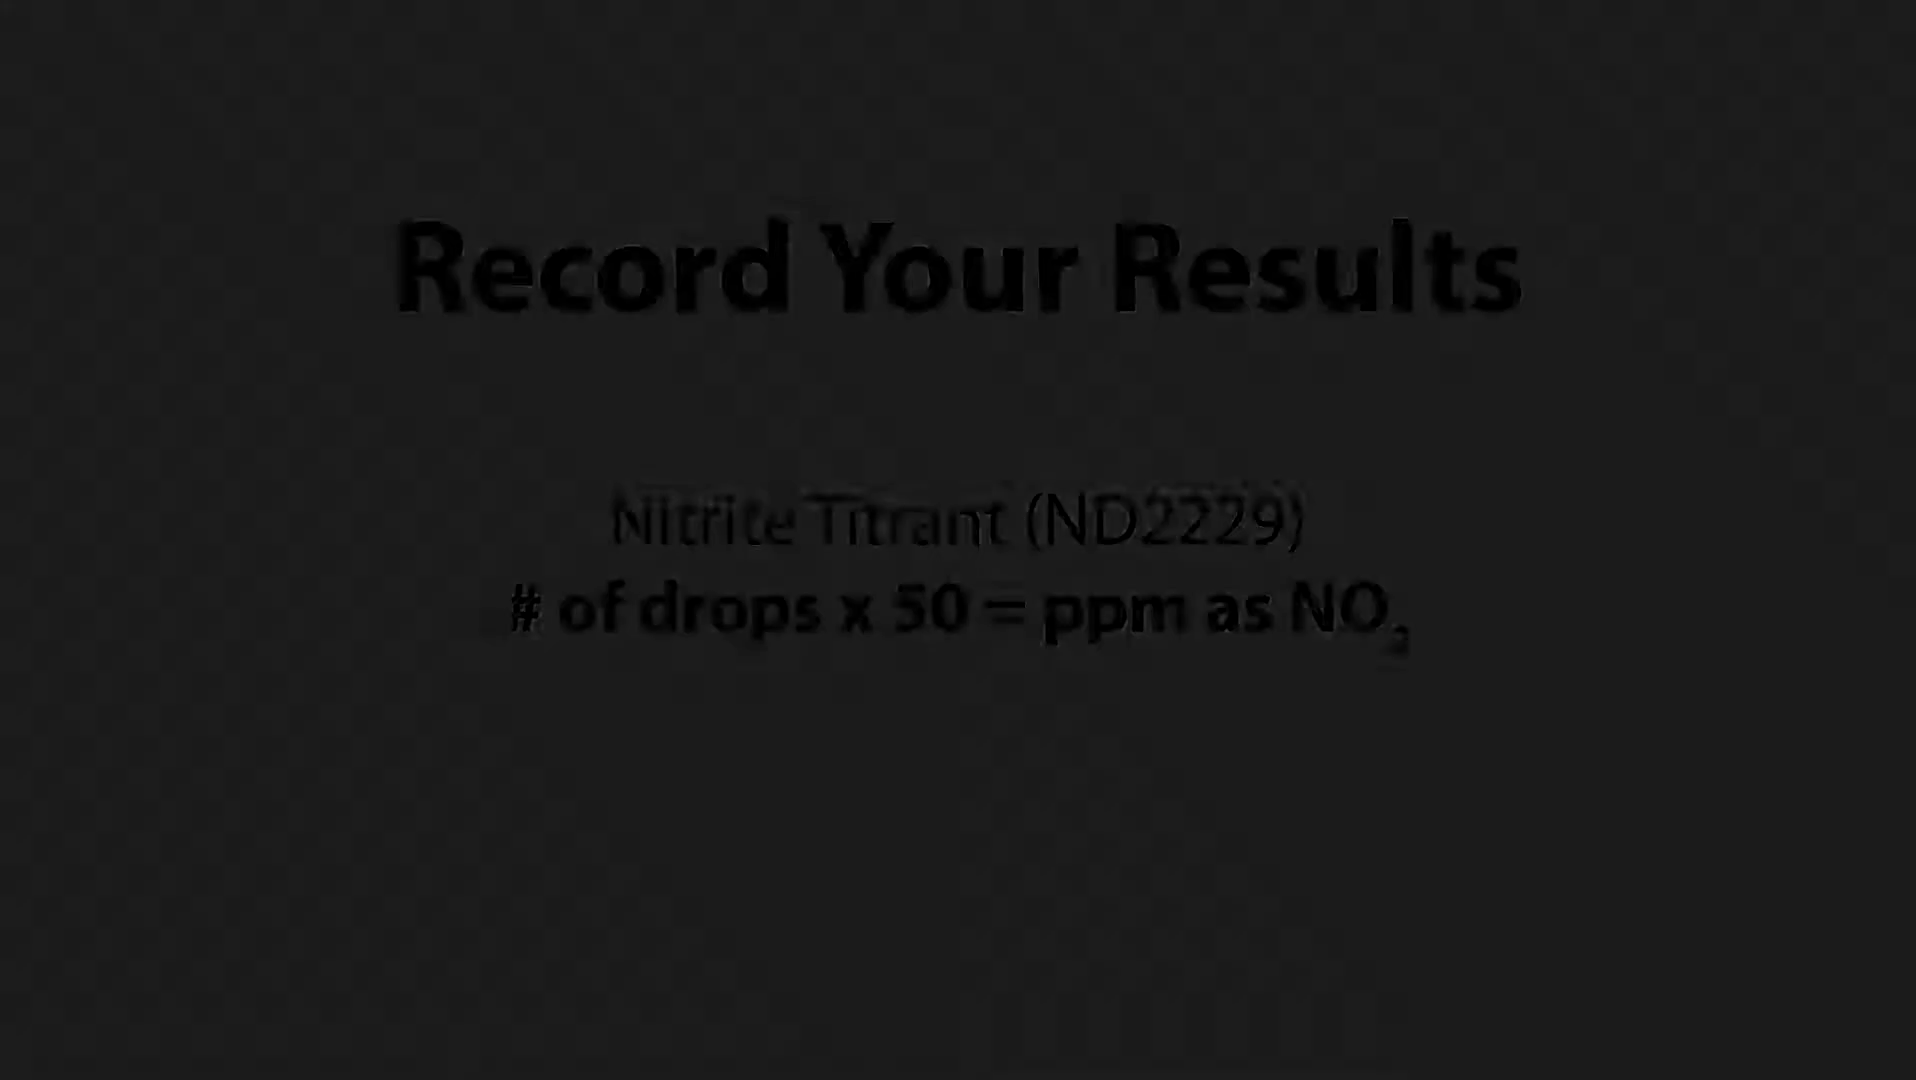 Record Your Results
Nitrite Titrant (ND2229)
# of drops x 50 = ppm as NO₂